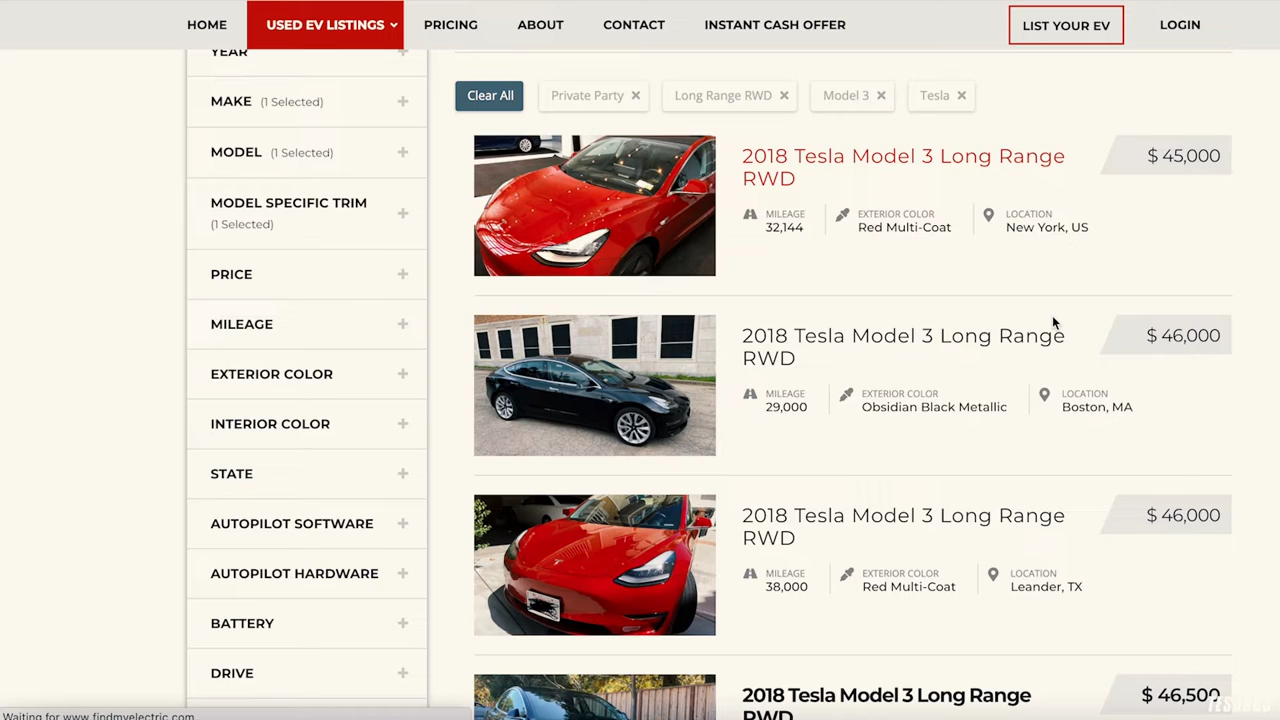 HOME
USED EV LISTINGS
PRICING
ABOUT
CONTACT
INSTANT CASH OFFER
LIST YOUR EV
LOGIN
YEAR
MAKE (1 Selected)
MODEL (1 Selected)
MODEL SPECIFIC TRIM
(1 Selected)
PRICE
MILEAGE
EXTERIOR COLOR
INTERIOR COLOR
STATE
AUTOPILOT SOFTWARE
AUTOPILOT HARDWARE
BATTERY
DRIVE
Clear All
Private Party
Long Range RWD
Model 3
Tesla
2018 Tesla Model 3 Long Range
RWD
$ 45,000
MILEAGE
32,144
EXTERIOR COLOR
Red Multi-Coat
LOCATION
New York, US
2018 Tesla Model 3 Long Range
RWD
$ 46,000
MILEAGE
29,000
EXTERIOR COLOR
Obsidian Black Metallic
LOCATION
Boston, MA
2018 Tesla Model 3 Long Range
RWD
$ 46,000
MILEAGE
38,000
EXTERIOR COLOR
Red Multi-Coat
LOCATION
Leander, TX
2018 Tesla Model 3 Long Range
RWD
$ 46,500
Waiting for www.findmyelectric.com